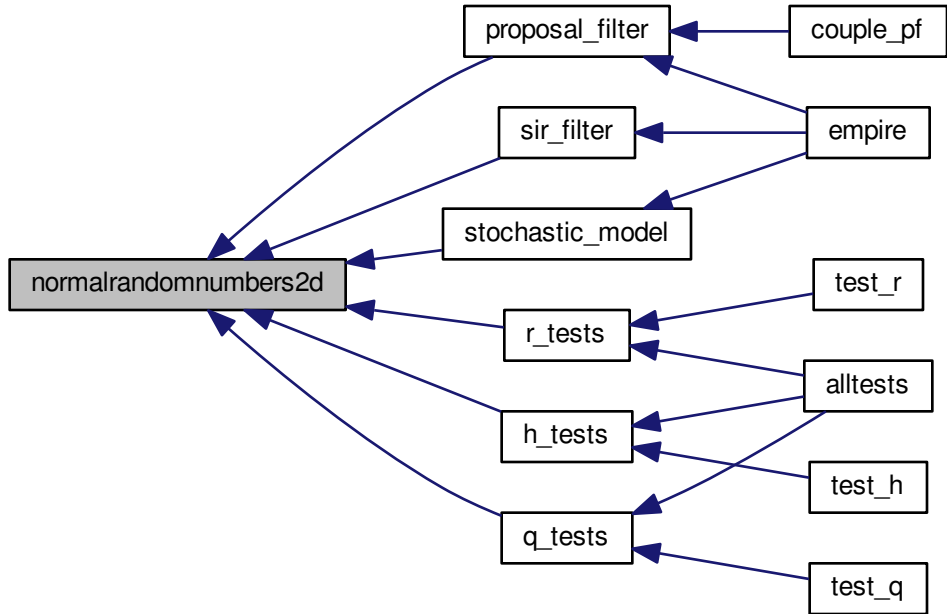 proposal_filter
couple_pf
sir_filter
empire
stochastic_model
normalrandomnumbers2d
test_r
r_tests
alltests
h_tests
test_h
q_tests
test_q